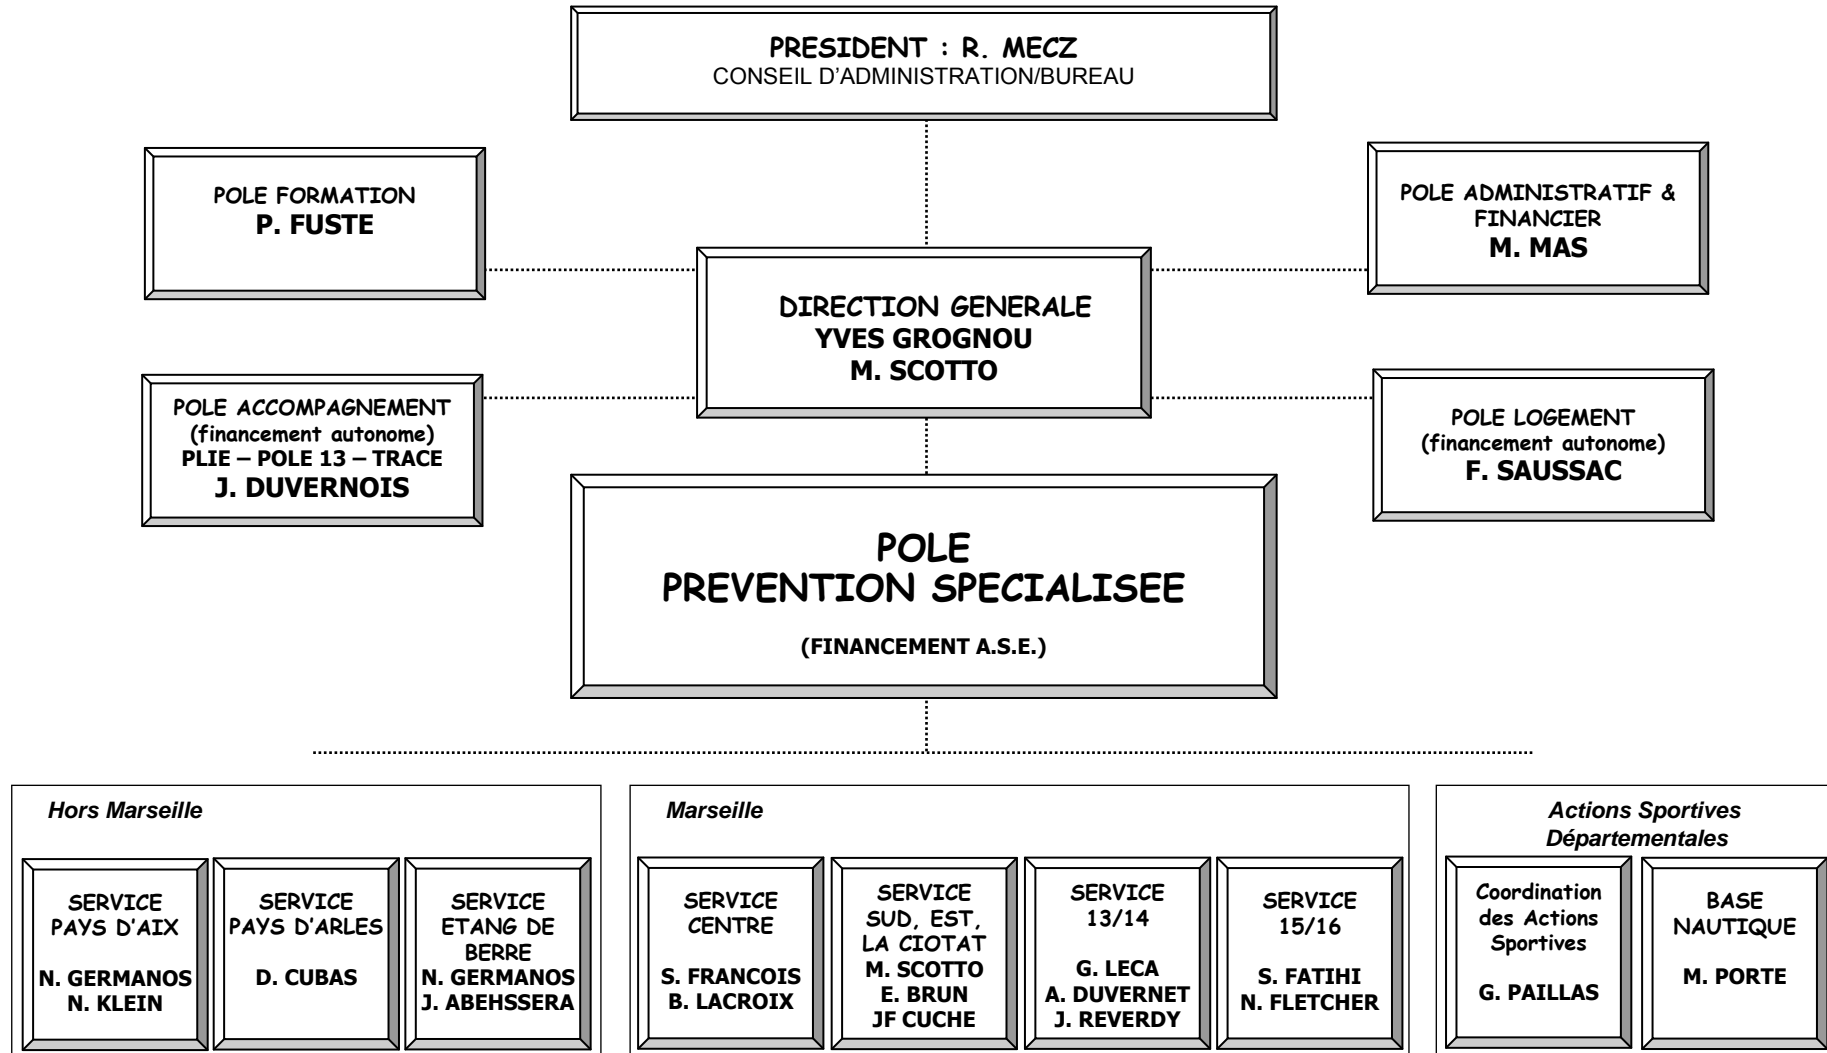 PRESIDENT : R. MECZ
CONSEIL D'ADMINISTRATION/BUREAU
POLE FORMATION
P. FUSTE
POLE ADMINISTRATIF &
FINANCIER
M. MAS
DIRECTION GENERALE
YVES GROGNOU
M. SCOTTO
POLE ACCOMPAGNEMENT
(financement autonome)
PLIE – POLE 13 – TRACE
J. DUVERNOIS
POLE LOGEMENT
(financement autonome)
F. SAUSSAC
POLE
PREVENTION SPECIALISEE
(FINANCEMENT A.S.E.)
Hors Marseille
SERVICE
PAYS D'AIX
N. GERMANOS
N. KLEIN
SERVICE
PAYS D'ARLES
D. CUBAS
SERVICE
ETANG DE
BERRE
N. GERMANOS
J. ABEHSSERA
Marseille
SERVICE
CENTRE
S. FRANCOIS
B. LACROIX
SERVICE
SUD, EST,
LA CIOTAT
M. SCOTTO
E. BRUN
JF CUCHE
SERVICE
13/14
G. LECA
A. DUVERNET
J. REVERDY
SERVICE
15/16
S. FATIHI
N. FLETCHER
Actions Sportives
Départementales
Coordination
des Actions
Sportives
G. PAILLAS
BASE
NAUTIQUE
M. PORTE